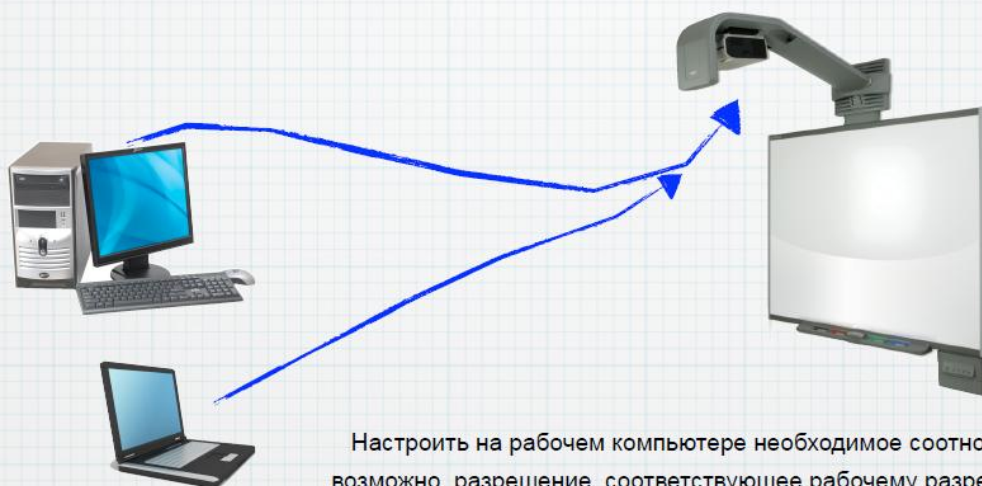 Настроить на рабочем компьютере необходимое
возможно, разрешение, соответствующее рабочему